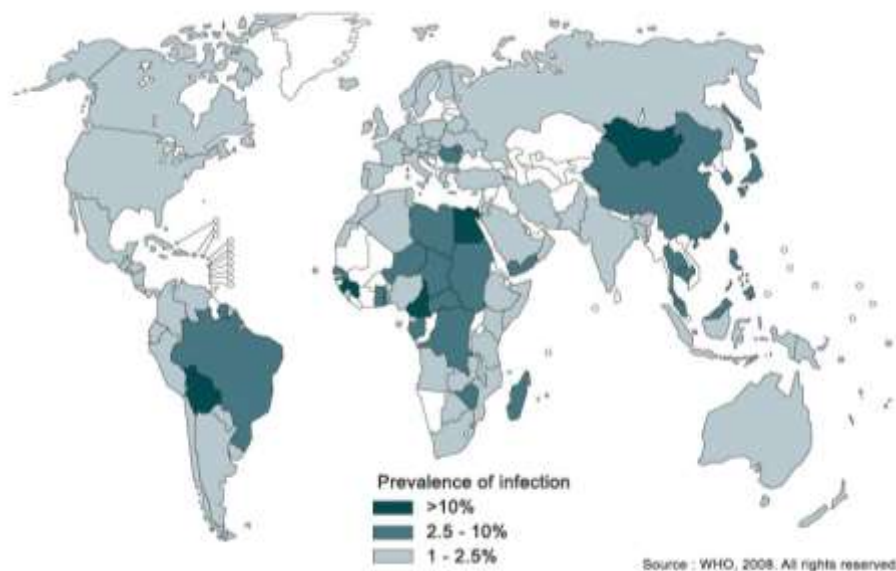 Prevalence of infection
>10%
2.5 - 10%
1 - 2.5%
Source : WHO, 2008. All rights reserved